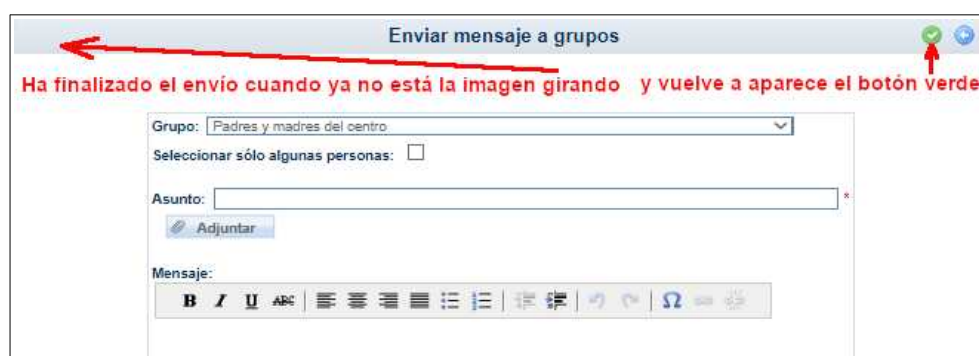 Enviar mensaje a grupos
Ha finalizado el envío cuando ya no está la imagen girando y vuelve a aparece el botón verde
Grupo: Padres y madres del centro
Seleccionar sólo algunas personas:
Asunto: *
Adjuntar
Mensaje:
B I U ABC Ω